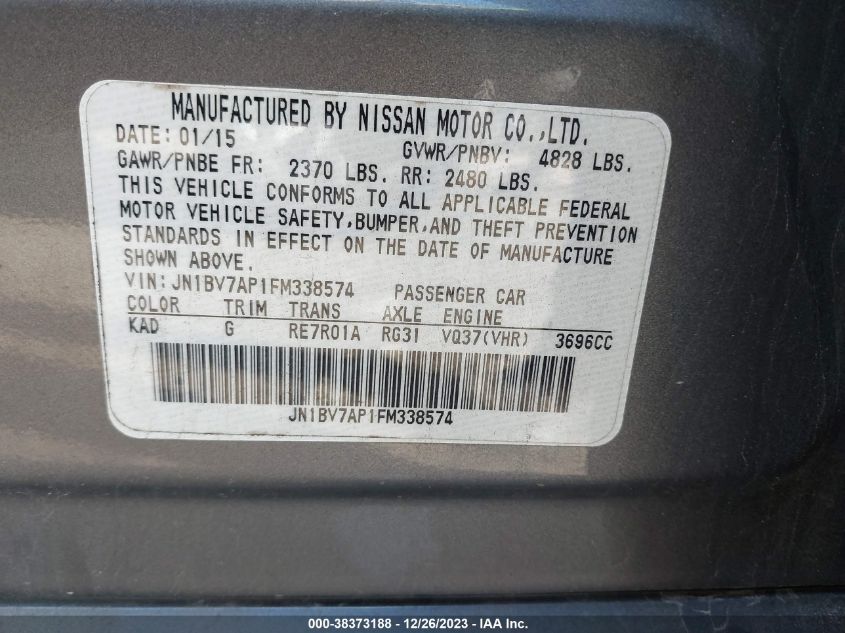 MANUFACTURED BY NISSAN MOTOR CO.,LTD.
DATE: 01/15 GVWR/PNBV: 4828 LBS.
GAWR/PNBE FR: 2370 LBS. RR: 2480 LBS.
THIS VEHICLE CONFORMS TO ALL APPLICABLE FEDERAL
MOTOR VEHICLE SAFETY,BUMPER,AND THEFT PREVENTION
STANDARDS IN EFFECT ON THE DATE OF MANUFACTURE
SHOWN ABOVE.
VIN: JN1BV7AP1FM338574 PASSENGER CAR
COLOR TRIM TRANS AXLE ENGINE
KAD G RE7R01A RG31 VQ37(VHR) 3696CC
JN1BV7AP1FM338574
000-38373188 - 12/26/2023 - www.iaai.com